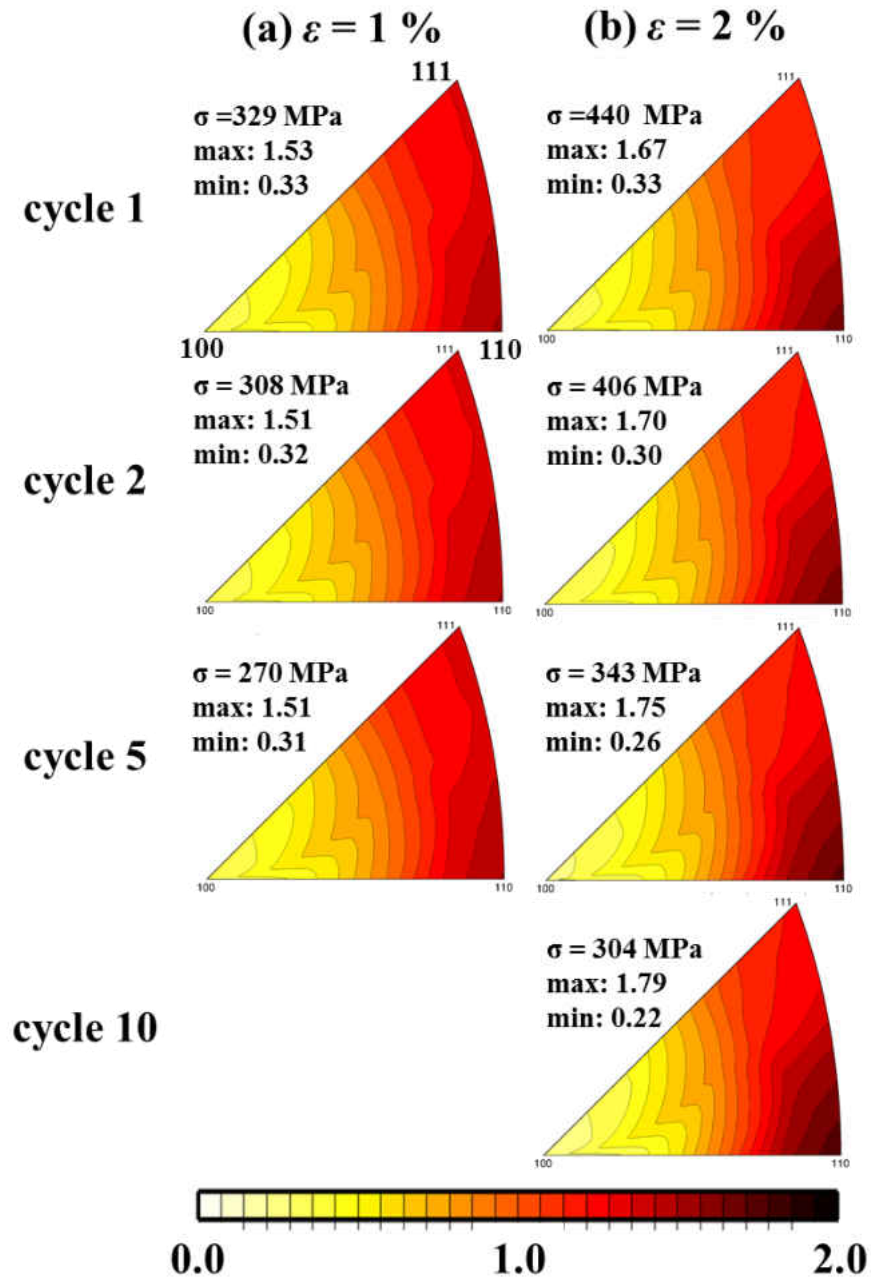 (a) ε = 1 %
(b) ε = 2 %
cycle 1
111
σ =329 MPa
max: 1.53
min: 0.33
100
110
111
σ =440 MPa
max: 1.67
min: 0.33
100
110
cycle 2
111
σ = 308 MPa
max: 1.51
min: 0.32
100
110
111
σ = 406 MPa
max: 1.70
min: 0.30
100
110
cycle 5
111
σ = 270 MPa
max: 1.51
min: 0.31
100
110
111
σ = 343 MPa
max: 1.75
min: 0.26
100
110
cycle 10
111
σ = 304 MPa
max: 1.79
min: 0.22
100
110
0.0 1.0 2.0